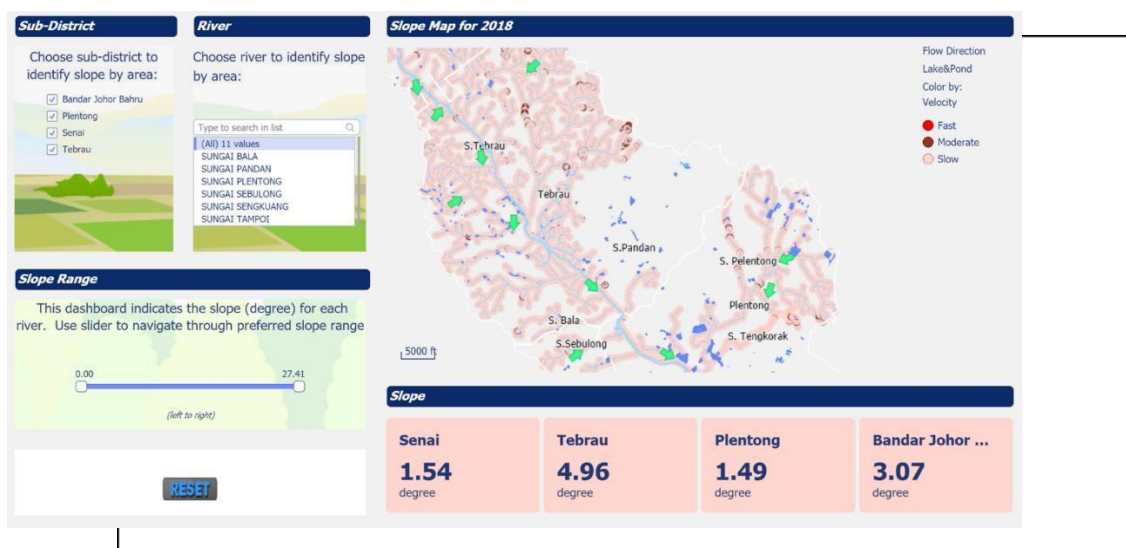 Sub-District
Choose sub-district to
identify slope by area:
Bandar Johor Bahru
Plentong
Senai
Tebrau
River
Choose river to identify slope
by area:
Type to search in list
(All) 11 values
SUNGAI BALA
SUNGAI PANDAN
SUNGAI PLENTONG
SUNGAI SEBULONG
SUNGAI SENGKUANG
SUNGAI TAMPOI
Slope Range
This dashboard indicates the slope (degree) for each
river. Use slider to navigate through preferred slope range
0.00
27.41
(left to right)
RESET
Slope Map for 2018
S.Tebrau
Tebrau
S.Pandan
S. Pelentong
Plentong
S. Bala
S. Tengkorak
S.Sebulong
5000 ft
Flow Direction
Lake&Pond
Color by:
Velocity
Fast
Moderate
Slow
Slope
Senai
1.54
degree
Tebrau
4.96
degree
Plentong
1.49
degree
Bandar Johor ...
3.07
degree